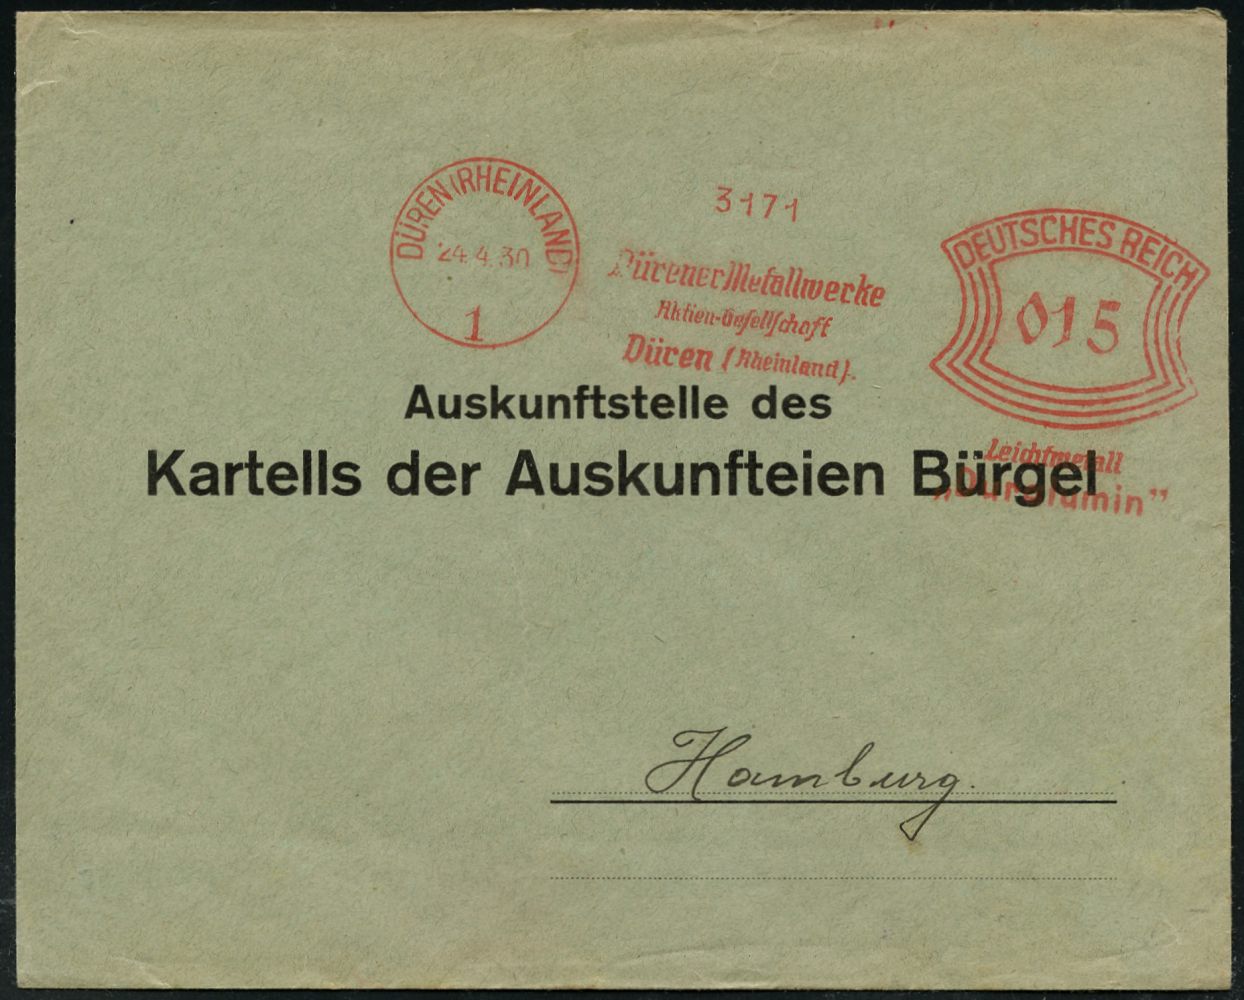 DÜREN (RHEINLAND)
24.4.30
1
3171
Dürener Metallwerke
Aktien-Gesellschaft
Düren (Rheinland).
DEUTSCHES REICH
015
Leichtmetall
„Duralumin”
Auskunftstelle des
Kartells der Auskunfteien Bürgel
Hamburg.